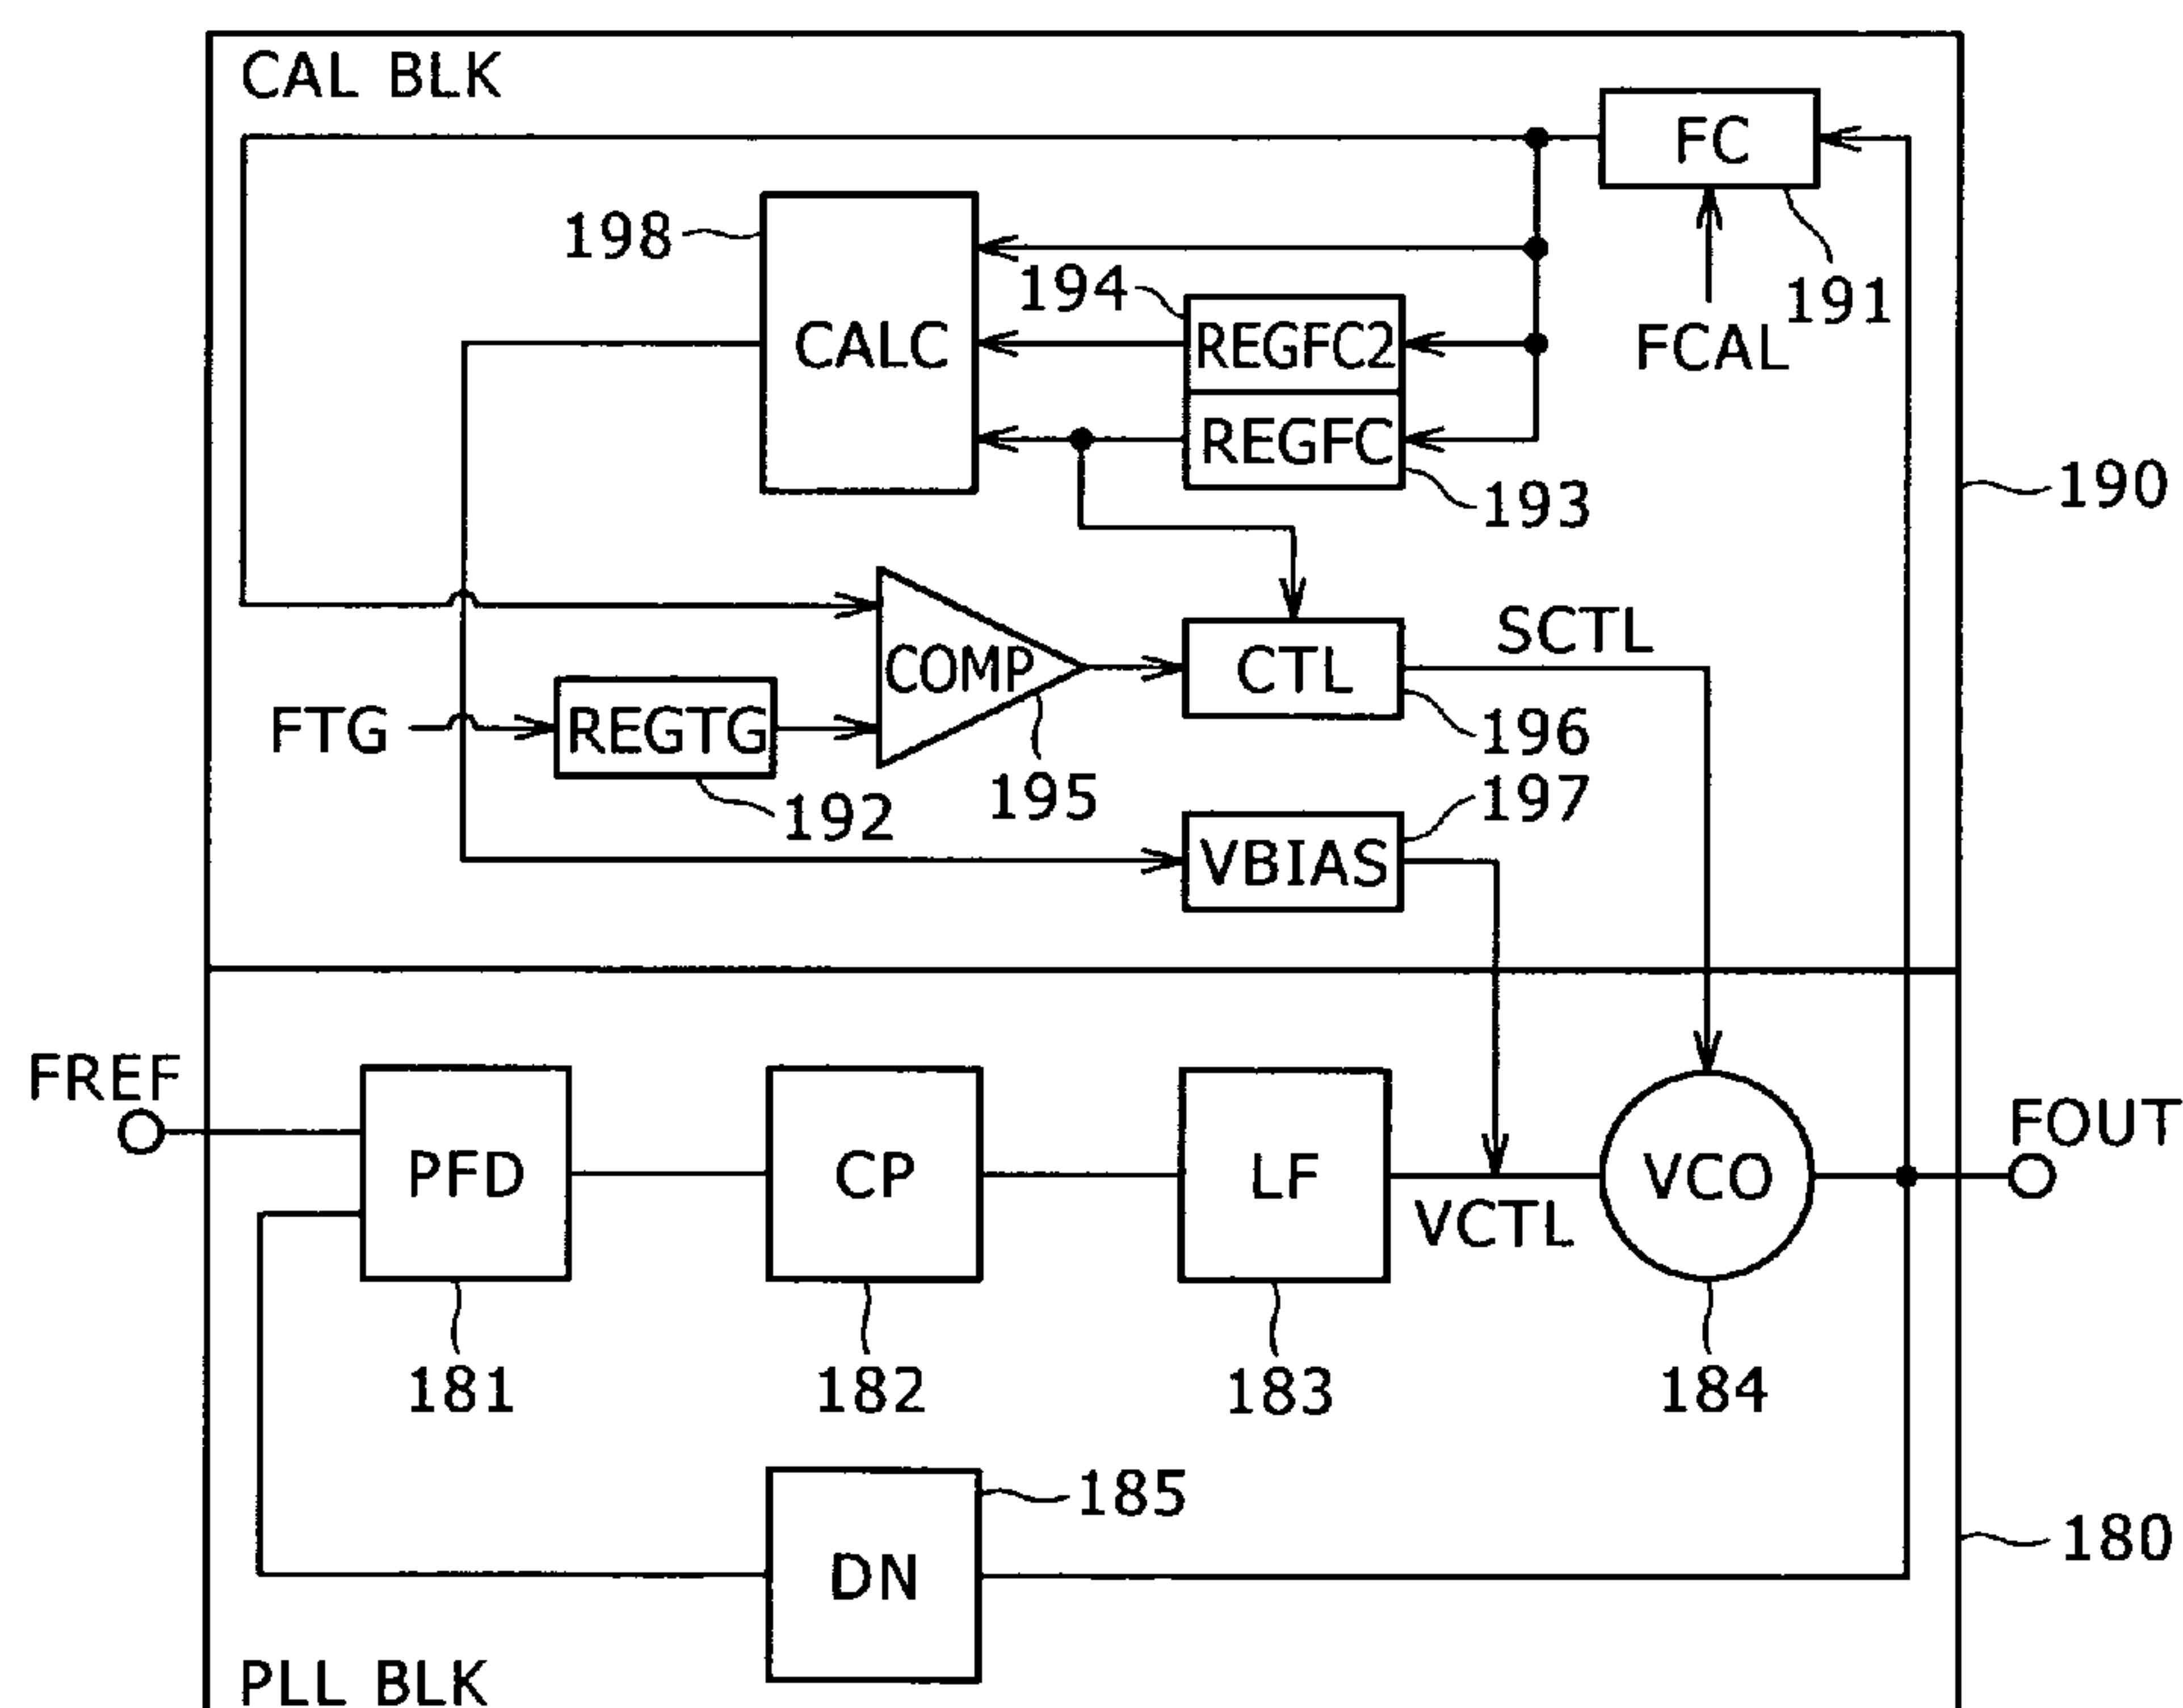 CAL BLK
FC
198
194
191
FCAL
CALC
REGFC2
REGFC
193
190
SCTL
COMP
CTL
FTG
REGTG
196
195
197
192
VBIAS
FREF
FOUT
PFD
CP
LF
VCO
VCTL
181
182
183
184
185
DN
180
PLL BLK